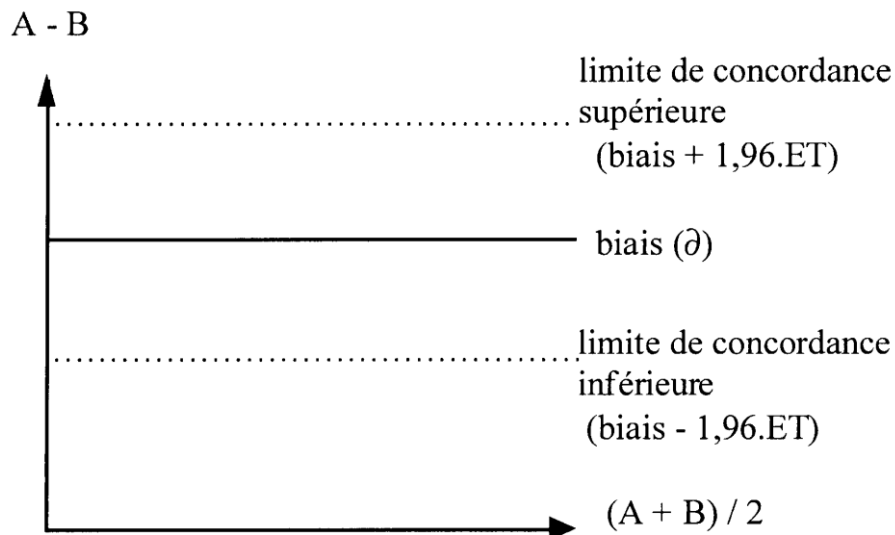 A - B
limite de concordance
supérieure
(biais + 1,96.ET)
biais (∂)
limite de concordance
inférieure
(biais - 1,96.ET)
(A + B) / 2